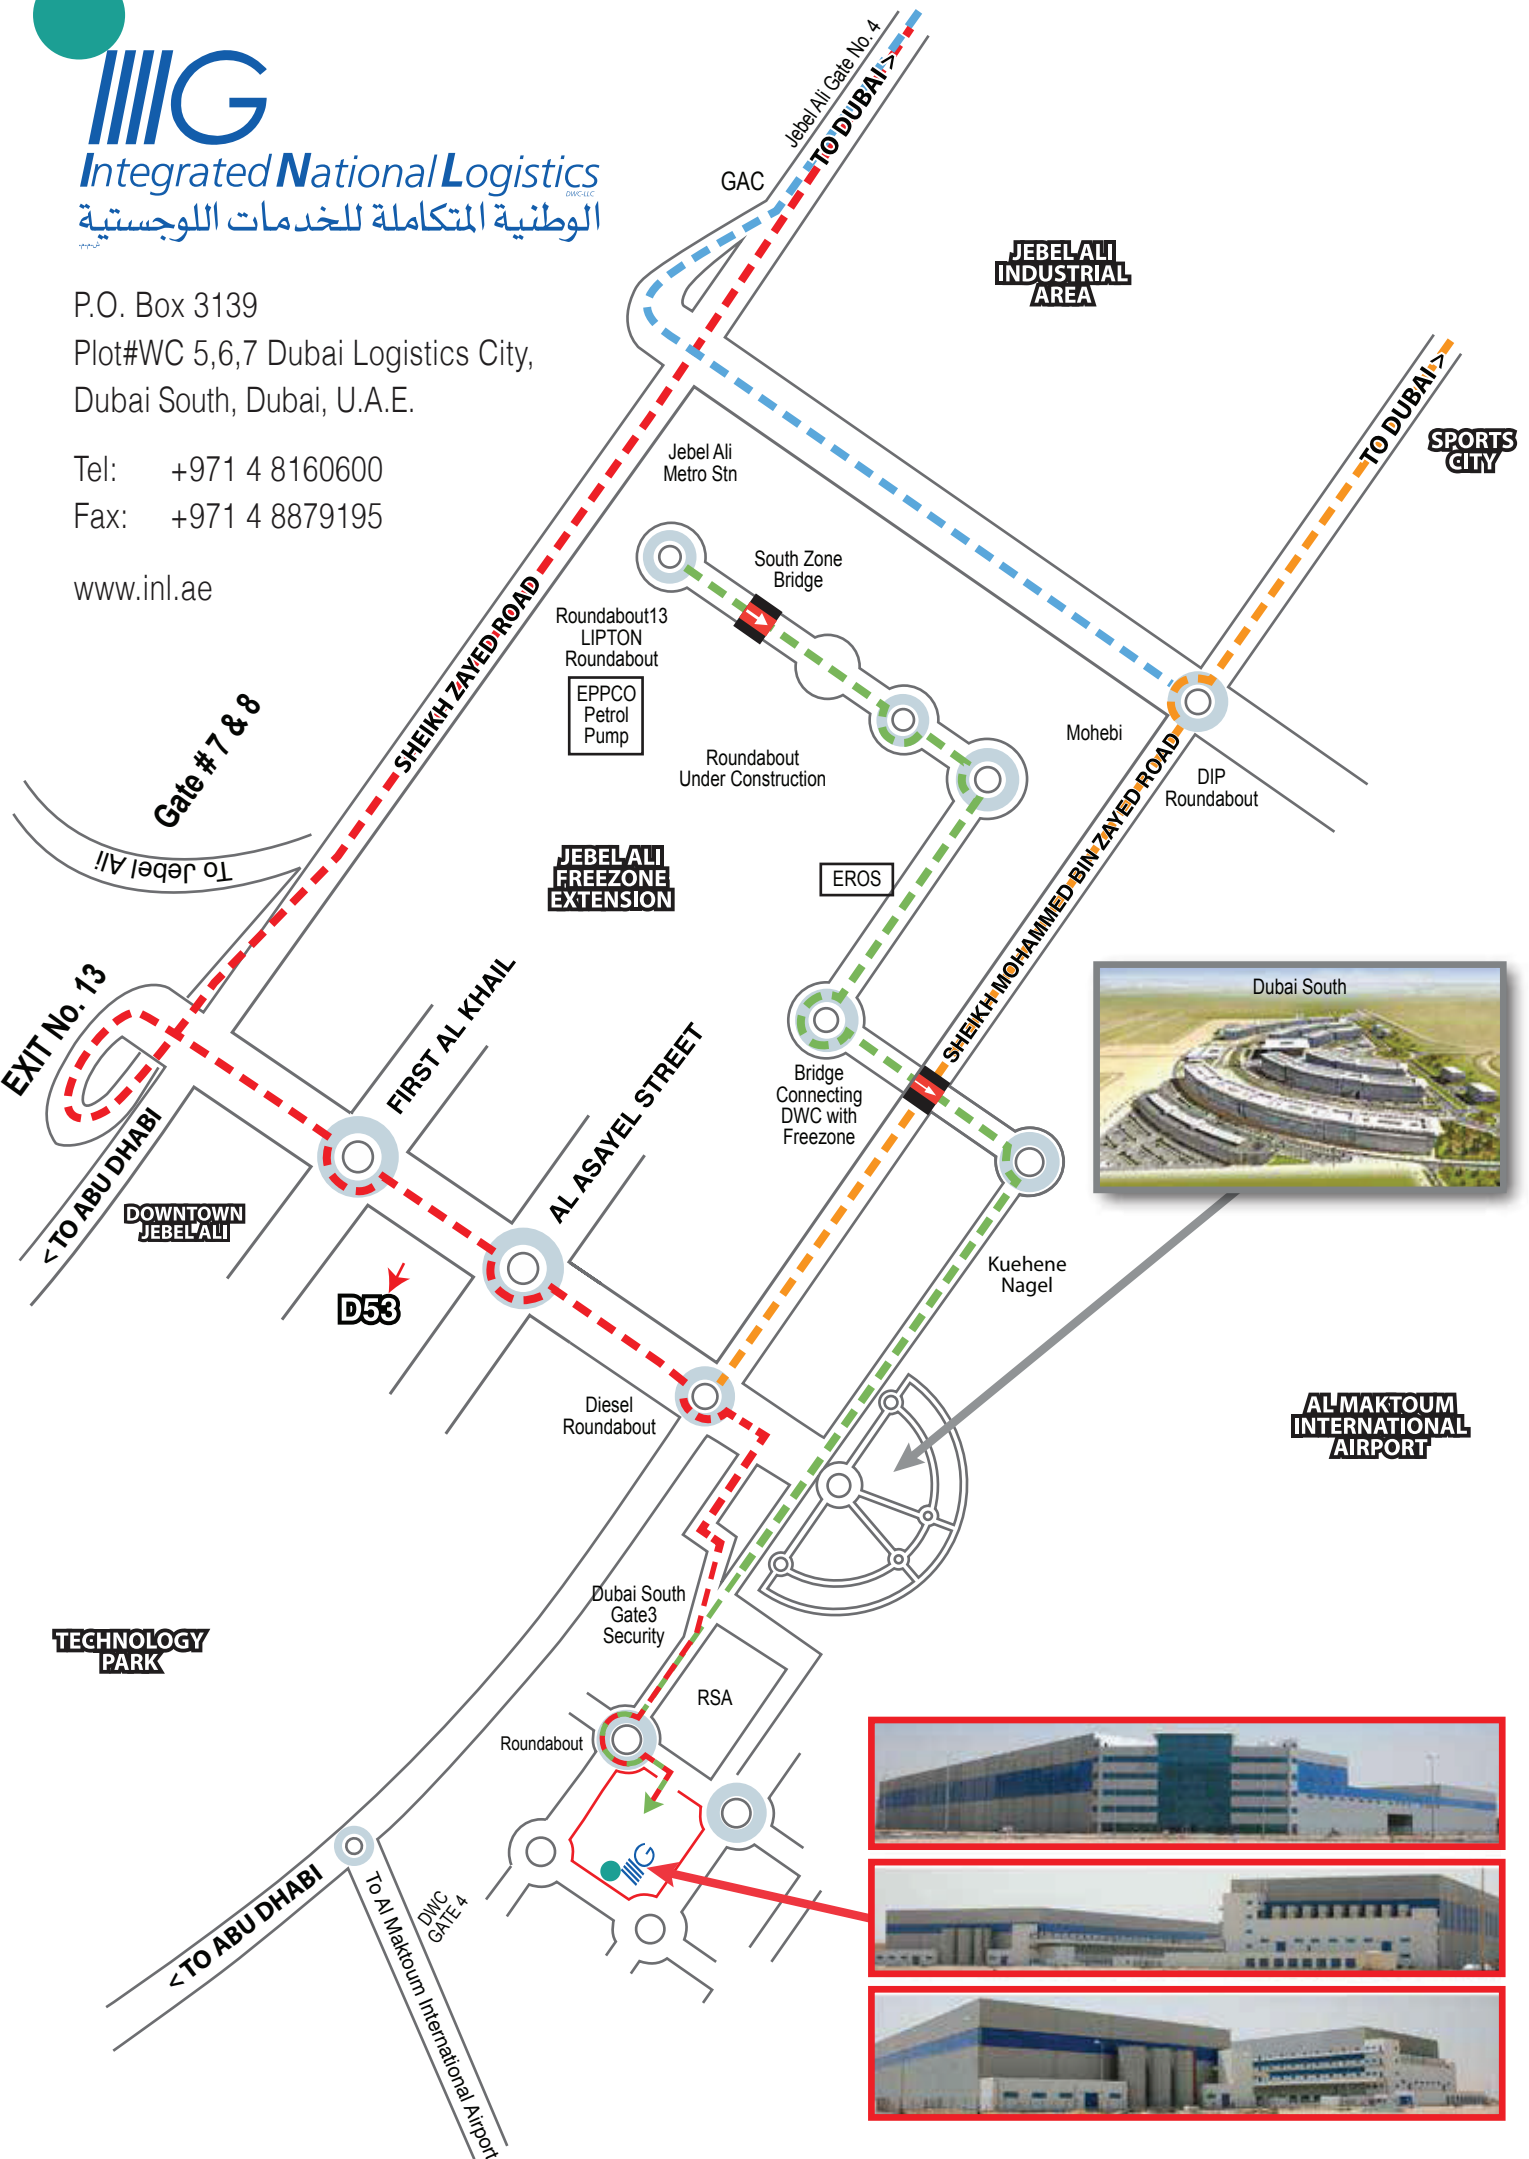 Integrated National Logistics
DWC-LLC
الوطنية المتكاملة للخدمات اللوجستية
ش.ذ.م.م
P.O. Box 3139
Plot#WC 5,6,7 Dubai Logistics City,
Dubai South, Dubai, U.A.E.
Tel: +971 4 8160600
Fax: +971 4 8879195
www.inl.ae
Jebel Ali Gate No. 4
TO DUBAI >
GAC
JEBEL ALI
INDUSTRIAL
AREA
TO DUBAI >
SPORTS
CITY
Jebel Ali
Metro Stn
South Zone
Bridge
SHEIKH ZAYED ROAD
Roundabout13
LIPTON
Roundabout
EPPCO
Petrol
Pump
Roundabout
Under Construction
Mohebi
DIP
Roundabout
Gate # 7 & 8
To Jebel Ali
JEBEL ALI
FREEZONE
EXTENSION
EROS
SHEIKH MOHAMMED BIN ZAYED ROAD
EXIT No. 13
FIRST AL KHAIL
AL ASAYEL STREET
Dubai South
Bridge
Connecting
DWC with
Freezone
< TO ABU DHABI
DOWNTOWN
JEBEL ALI
D53
Kuehene
Nagel
Diesel
Roundabout
AL MAKTOUM
INTERNATIONAL
AIRPORT
Dubai South
Gate3
Security
TECHNOLOGY
PARK
RSA
Roundabout
< TO ABU DHABI
To Al Maktoum International Airport
DWC
GATE 4